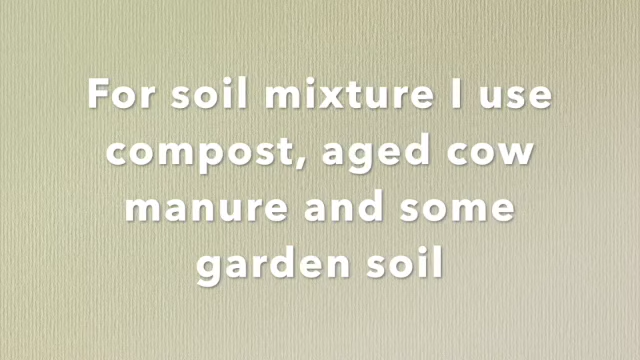 For soil mixture I use
compost, aged cow
manure and some
garden soil